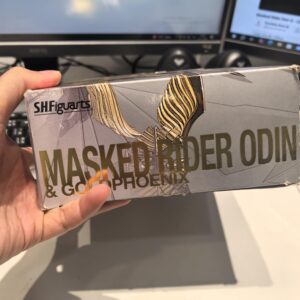 S.H.Figuarts
MASKED RIDER ODIN
& GOLDPHOENIX